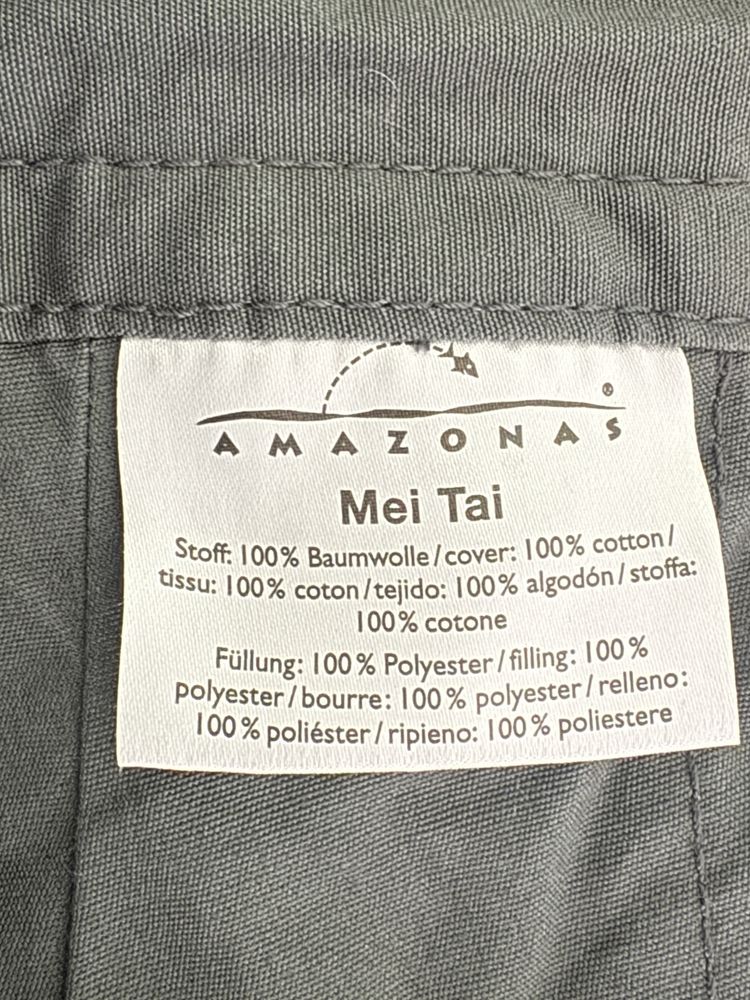 ®
AMAZONAS
Mei Tai
Stoff: 100% Baumwolle/cover: 100% cotton/
tissu: 100% coton/tejido: 100% algodón/stoffa:
100% cotone
Füllung: 100% Polyester/filling: 100%
polyester/bourre: 100% polyester/relleno:
100% poliéster/ripieno: 100% poliestere